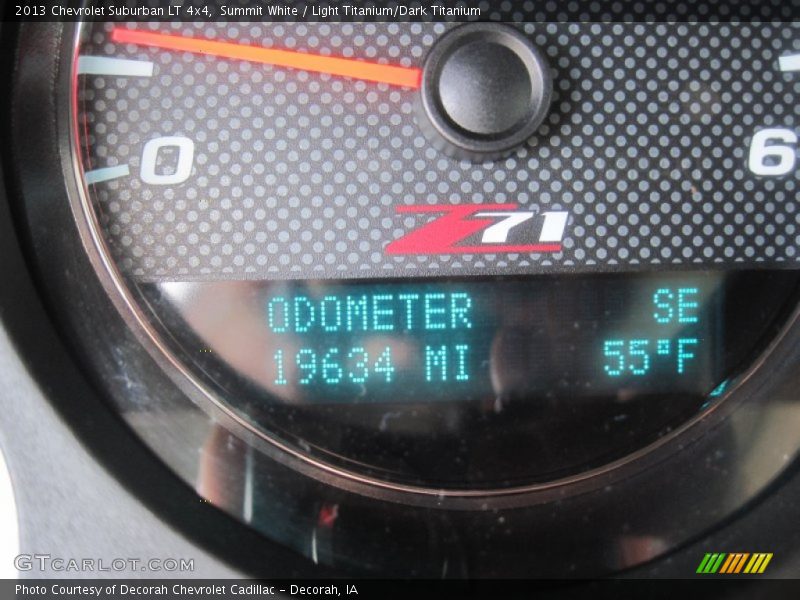 2013 Chevrolet Suburban LT 4x4, Summit White / Light Titanium/Dark Titanium
0
6
Z71
ODOMETER SE
19634 MI 55°F
GTCARLOT.COM
Photo Courtesy of Decorah Chevrolet Cadillac - Decorah, IA